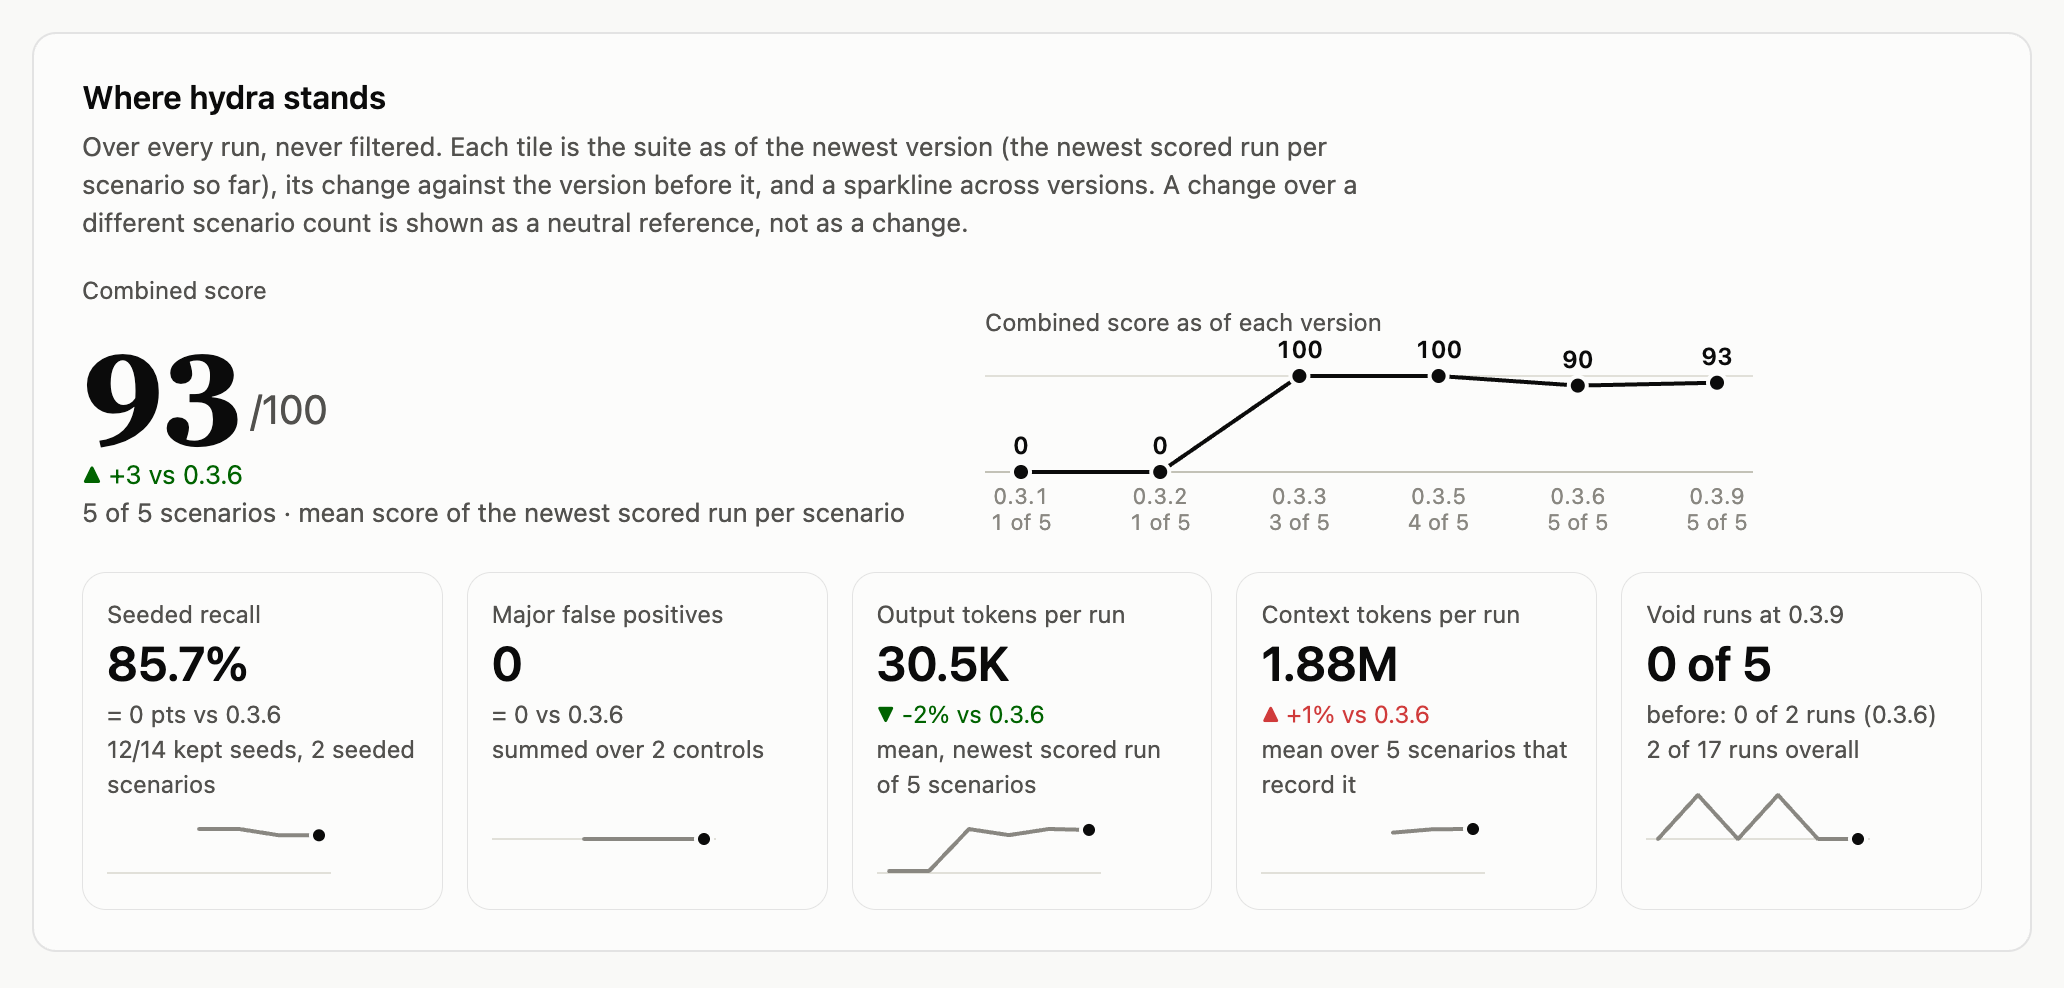 Where hydra stands
Over every run, never filtered. Each tile is the suite as of the newest version (the newest scored run per
scenario so far), its change against the version before it, and a sparkline across versions. A change over a
different scenario count is shown as a neutral reference, not as a change.
Combined score
93 /100
▲ +3 vs 0.3.6
5 of 5 scenarios · mean score of the newest scored run per scenario
Combined score as of each version
0 0 100 100 90 93
0.3.1 0.3.2 0.3.3 0.3.5 0.3.6 0.3.9
1 of 5 1 of 5 3 of 5 4 of 5 5 of 5 5 of 5
Seeded recall
85.7%
= 0 pts vs 0.3.6
12/14 kept seeds, 2 seeded
scenarios
Major false positives
0
= 0 vs 0.3.6
summed over 2 controls
Output tokens per run
30.5K
▼ -2% vs 0.3.6
mean, newest scored run
of 5 scenarios
Context tokens per run
1.88M
▲ +1% vs 0.3.6
mean over 5 scenarios that
record it
Void runs at 0.3.9
0 of 5
before: 0 of 2 runs (0.3.6)
2 of 17 runs overall